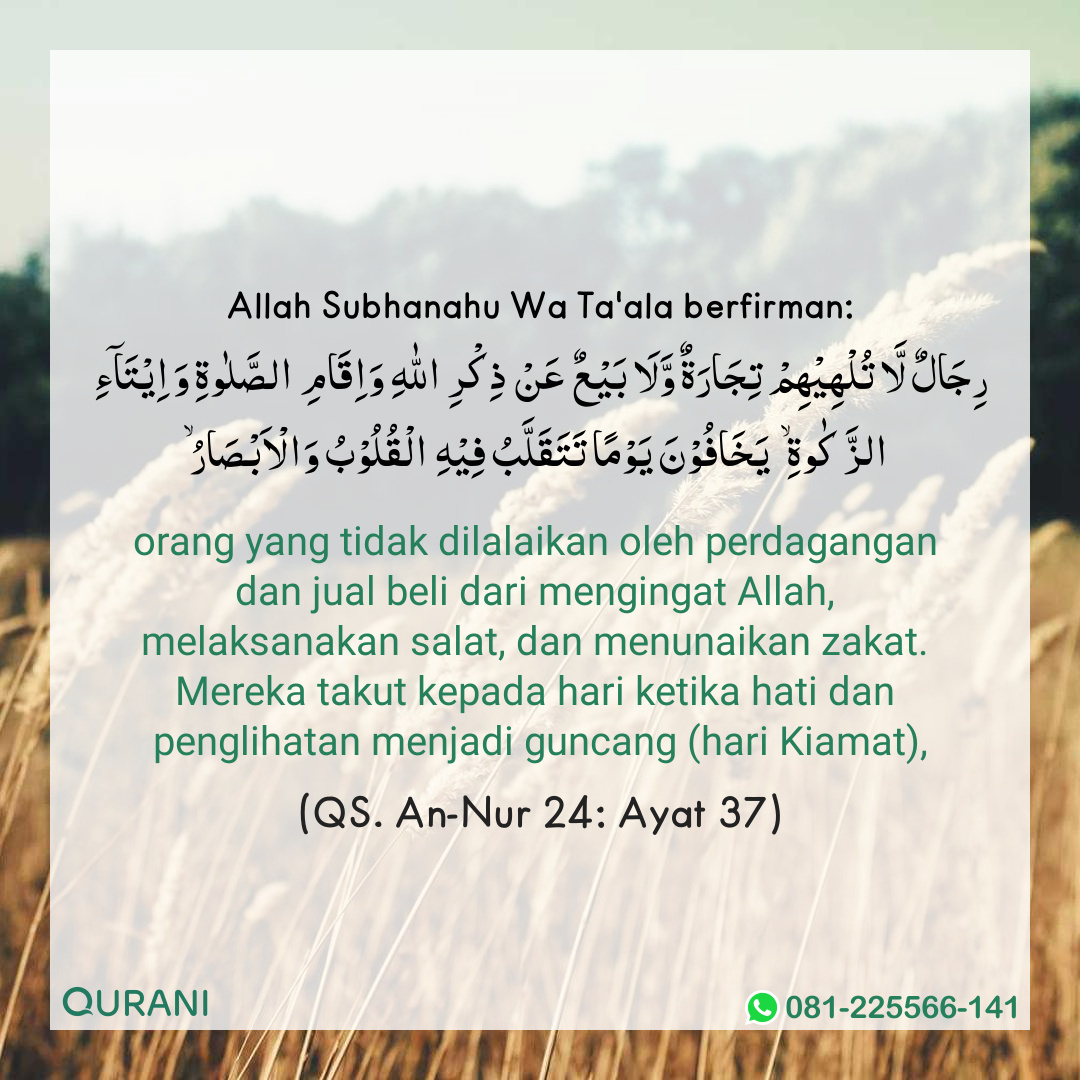 Allah Subhanahu Wa Ta'ala berfirman:
رِجَالٌ لَّا تُلْهِيْهِمْ تِجَارَةٌ وَّلَا بَيْعٌ عَنْ ذِكْرِ اللّٰهِ وَاِقَامِ الصَّلٰوةِ وَاِيْتَاۤءِ
الزَّكٰوةِ ۙ يَخَافُوْنَ يَوْمًا تَتَقَلَّبُ فِيْهِ الْقُلُوْبُ وَالْاَبْصَارُ ۙ
orang yang tidak dilalaikan oleh perdagangan
dan jual beli dari mengingat Allah,
melaksanakan salat, dan menunaikan zakat.
Mereka takut kepada hari ketika hati dan
penglihatan menjadi guncang (hari Kiamat),
(QS. An-Nur 24: Ayat 37)
QURANI
081-225566-141